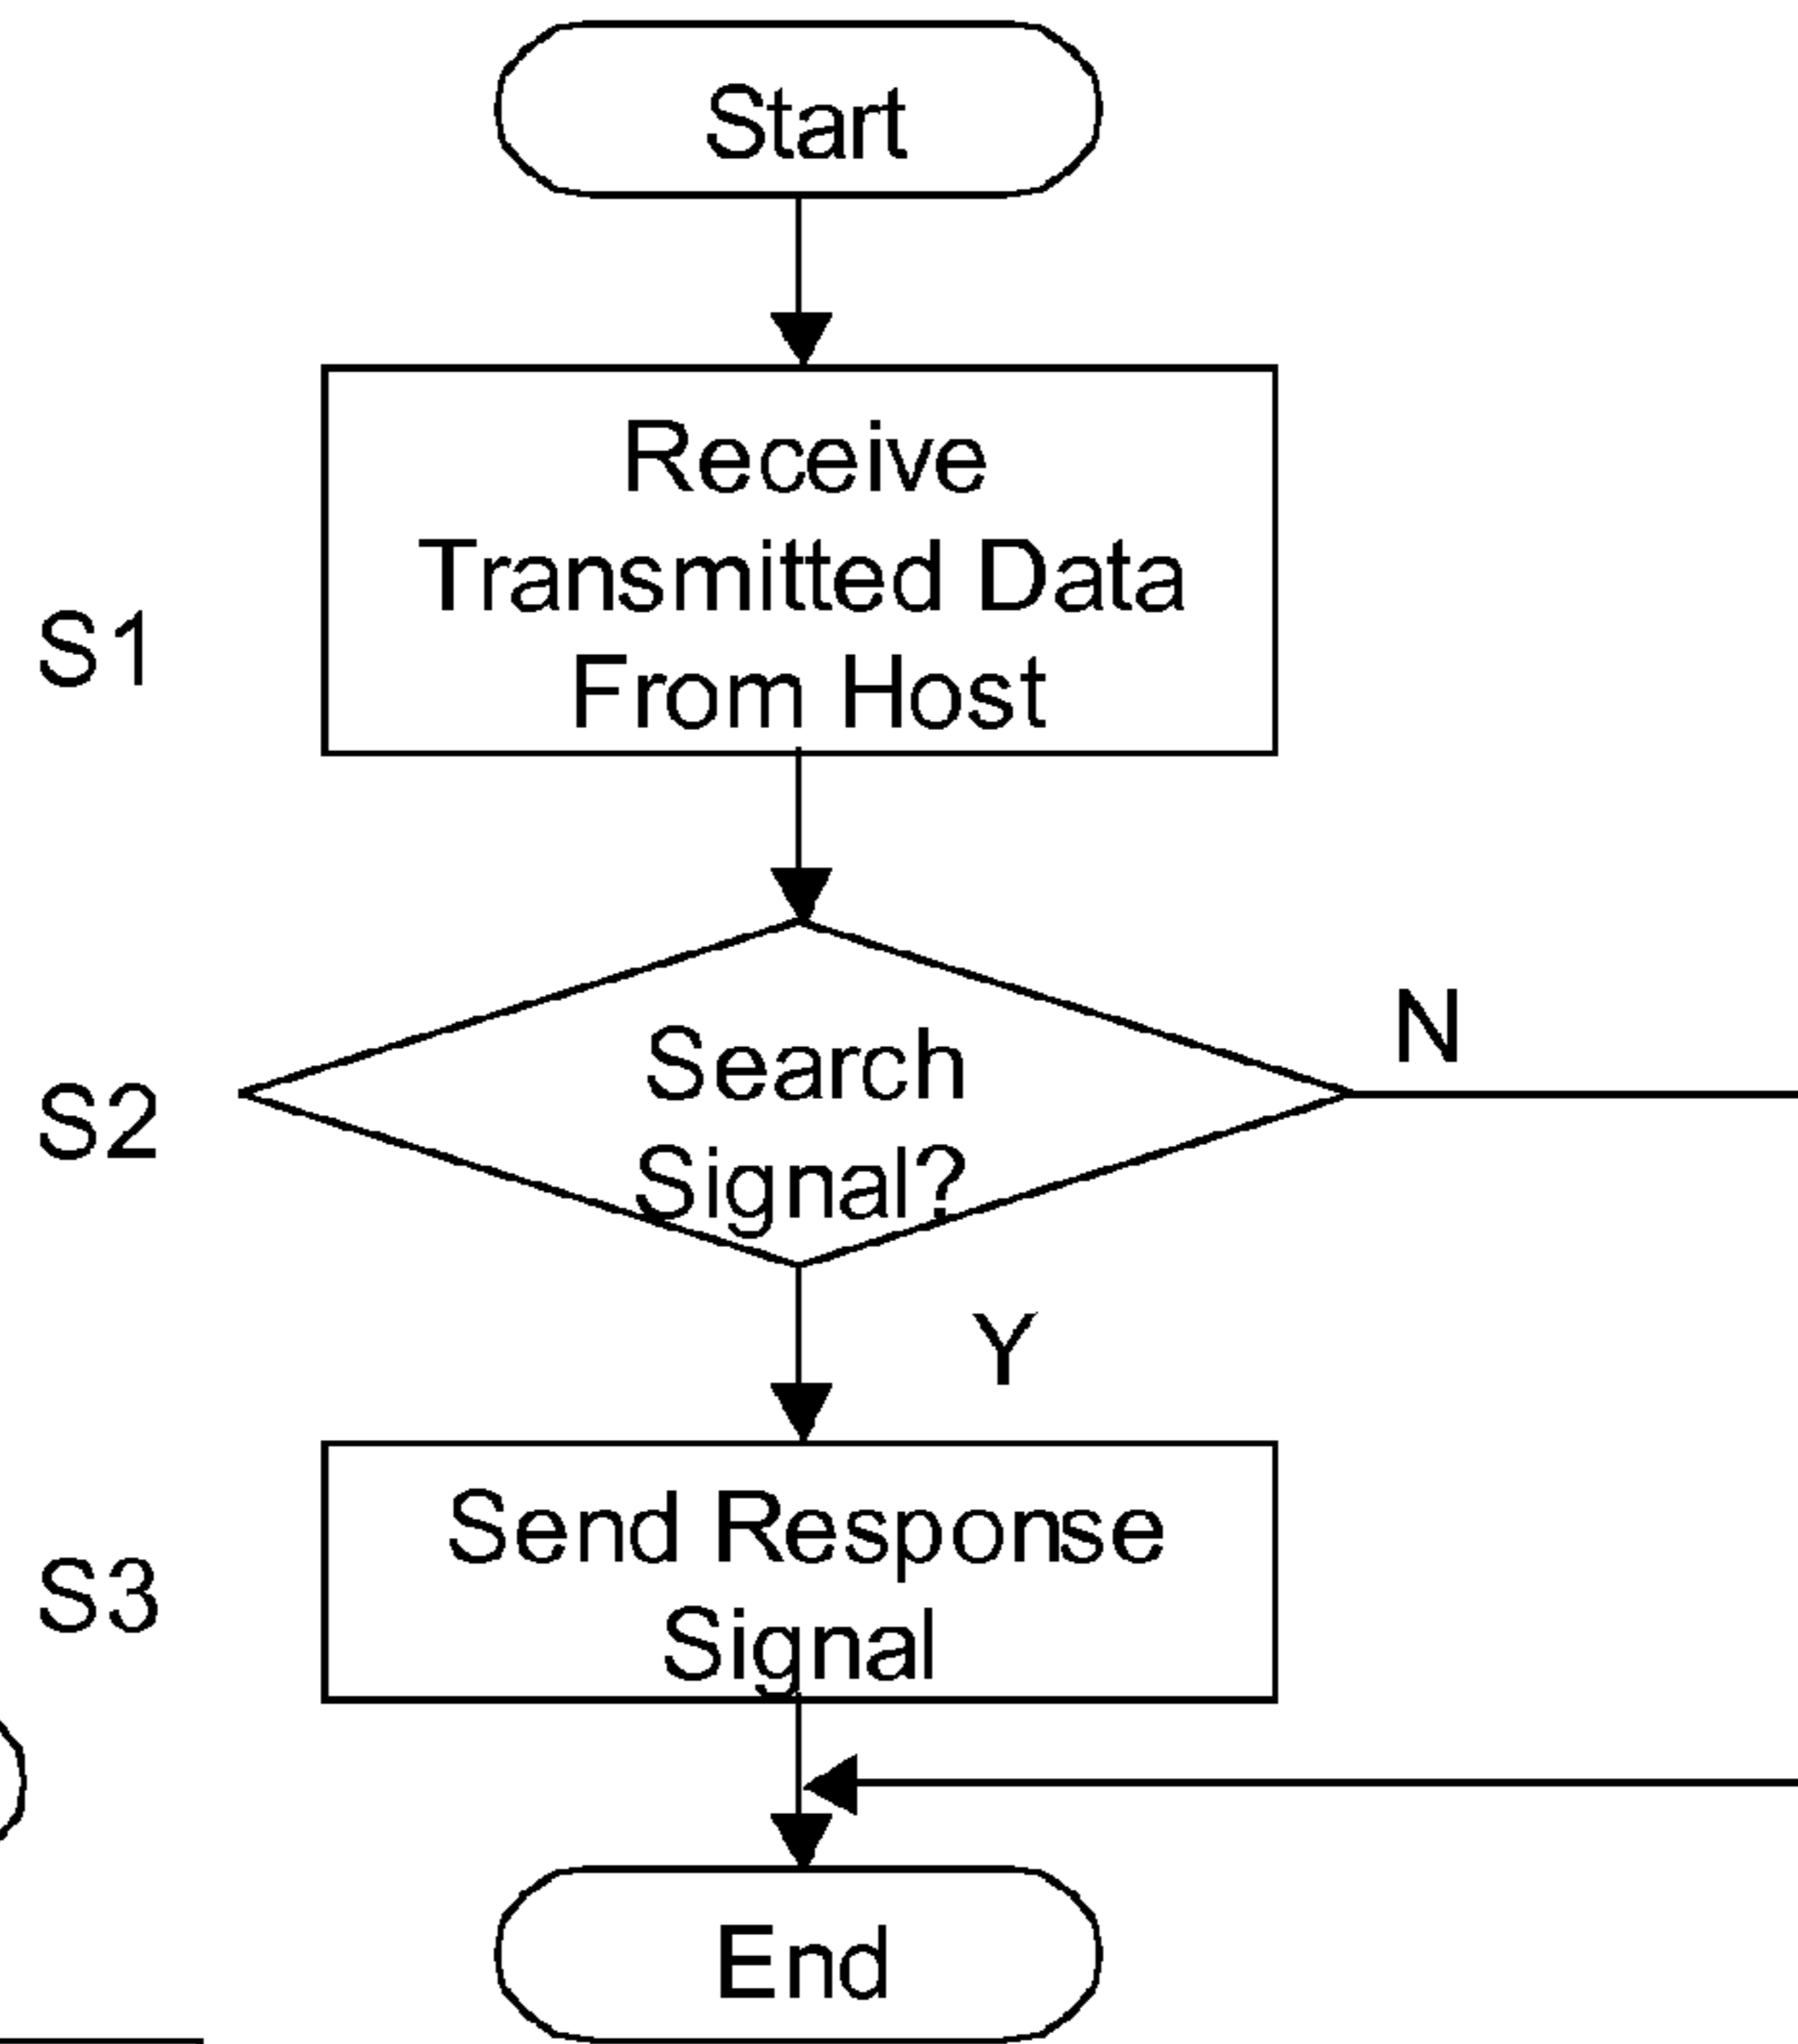 Start
Receive
Transmitted Data
From Host
S1
Search
Signal?
N
S2
Y
Send Response
Signal
S3
End